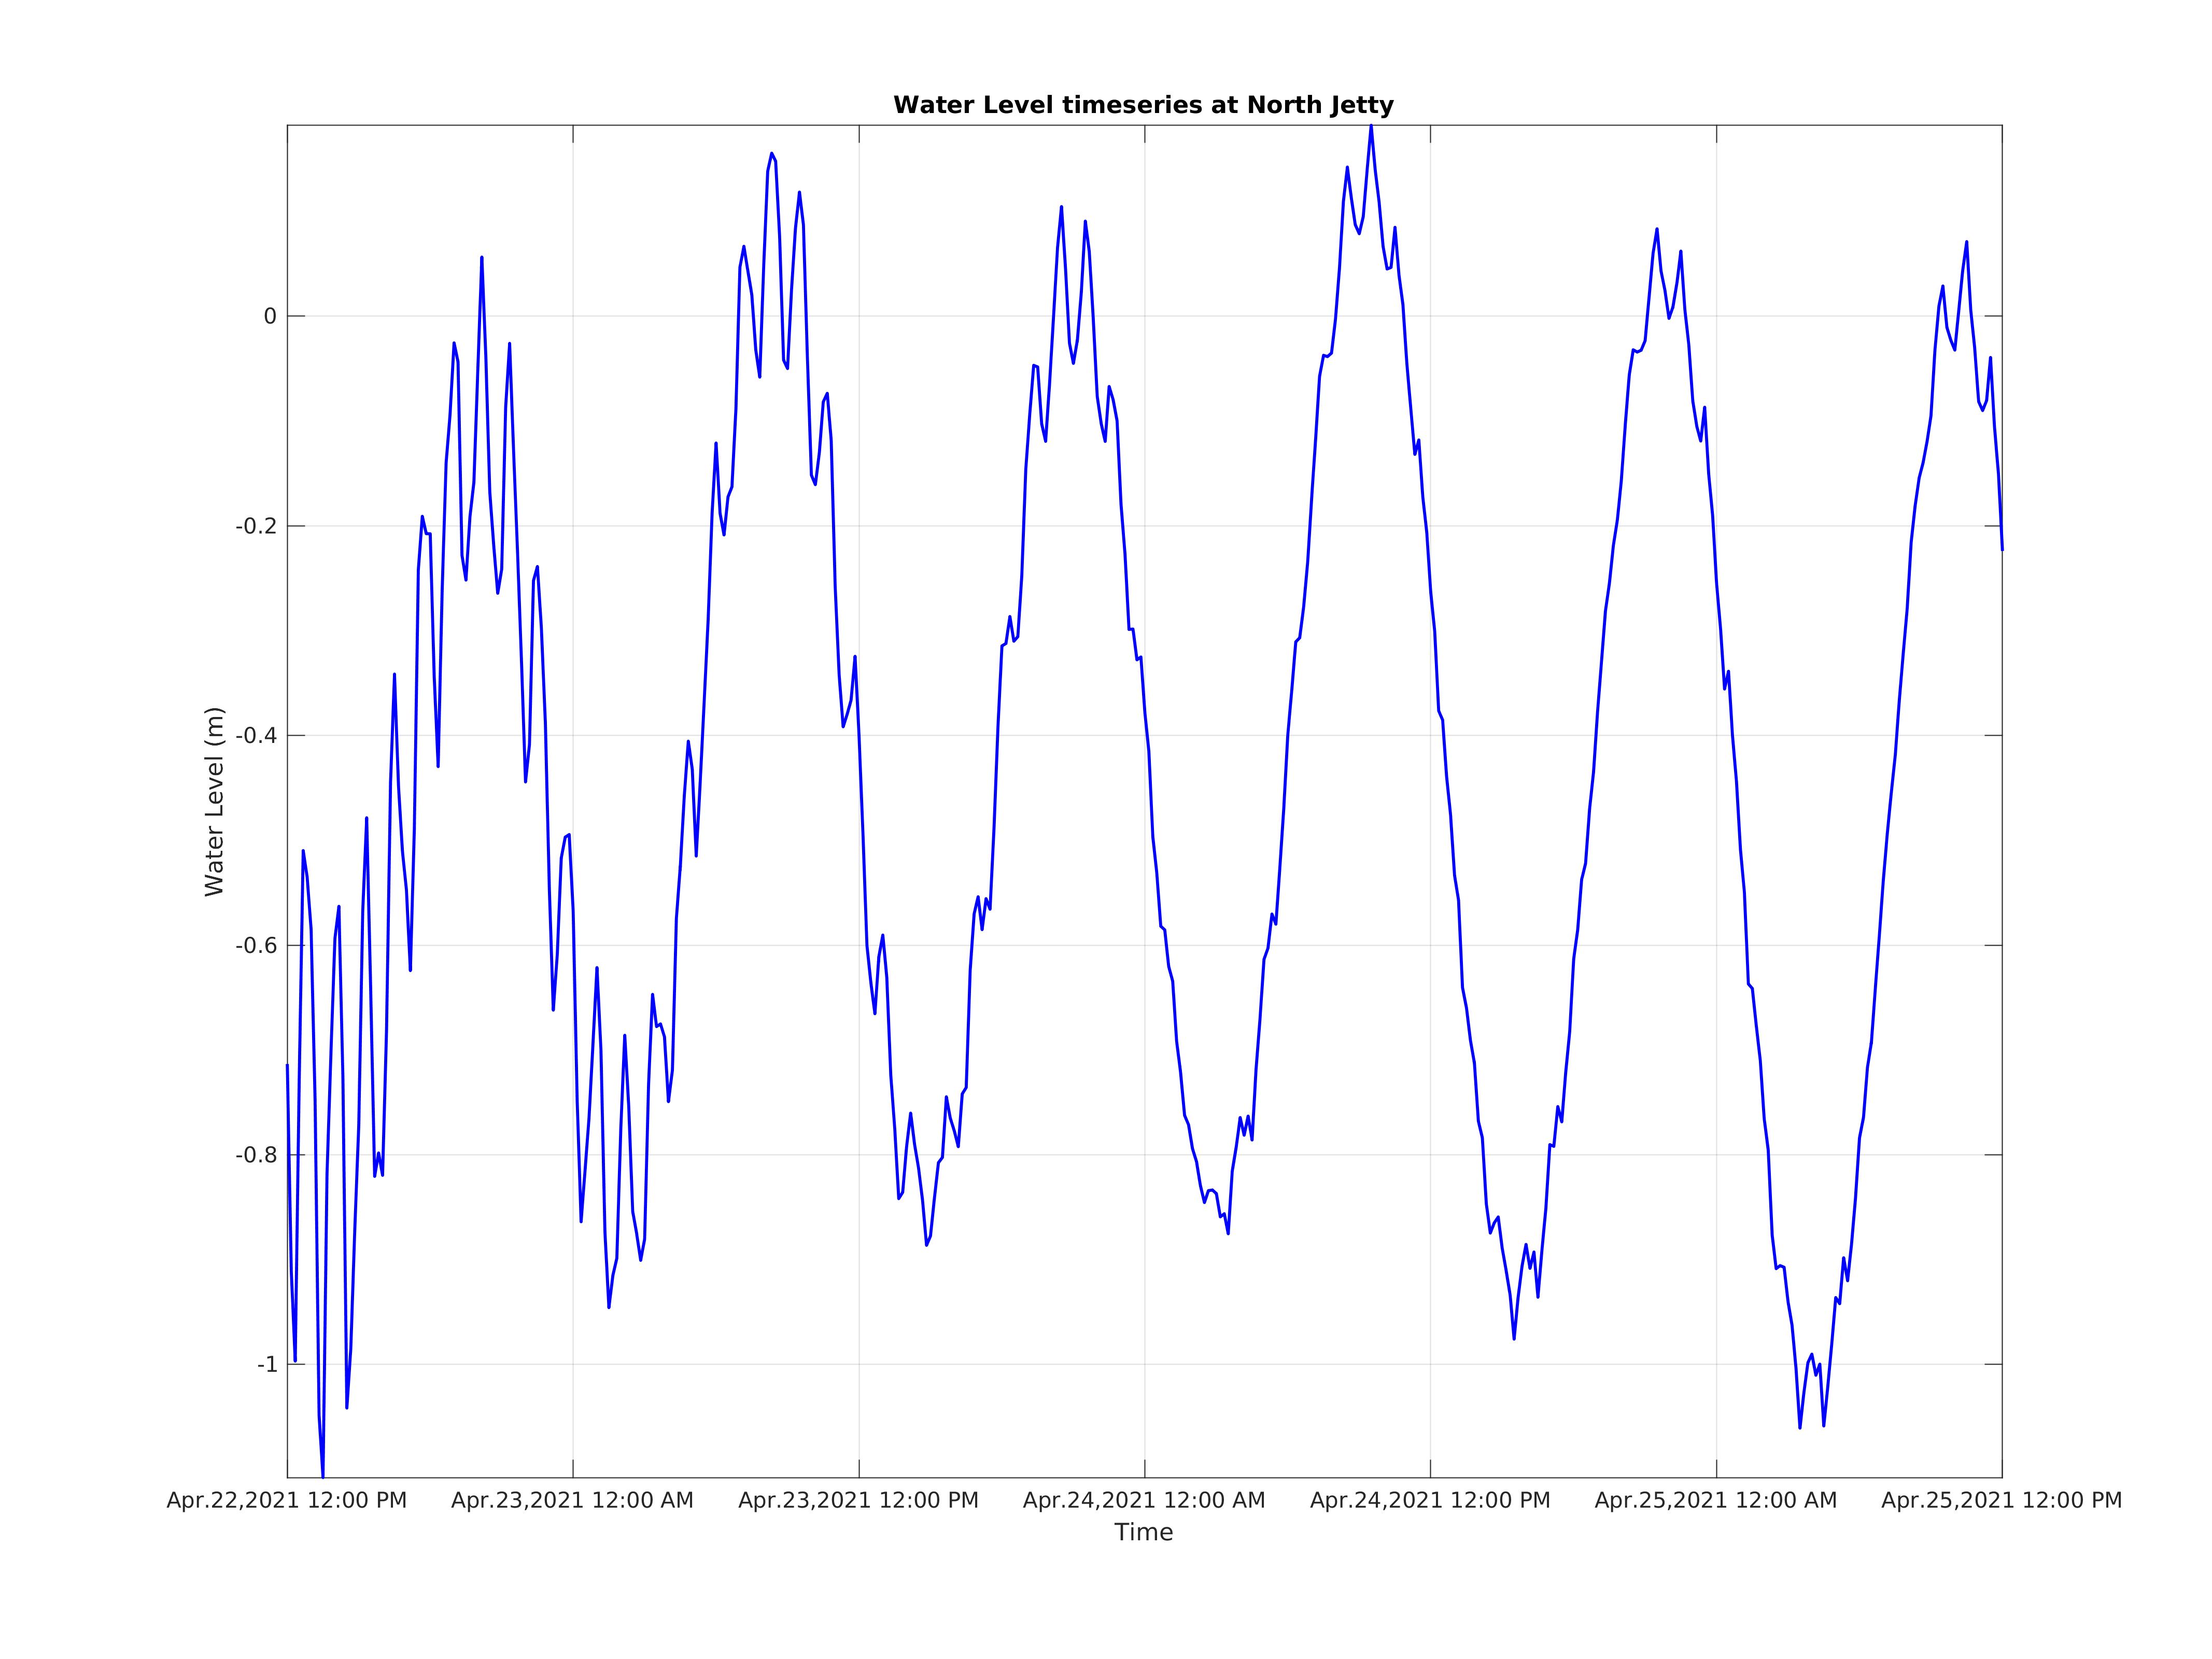 Water Level timeseries at North Jetty
0
-0.2
-0.4
-0.6
-0.8
-1
Water Level (m)
Apr.22,2021 12:00 PM
Apr.23,2021 12:00 AM
Apr.23,2021 12:00 PM
Apr.24,2021 12:00 AM
Apr.24,2021 12:00 PM
Apr.25,2021 12:00 AM
Apr.25,2021 12:00 PM
Time